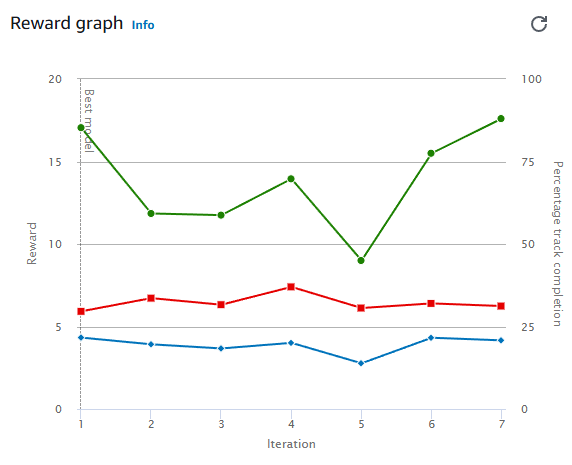 Reward graph Info
20
15
10
5
0
Reward
Best model
100
75
50
25
0
Percentage track completion
1 2 3 4 5 6 7
Iteration